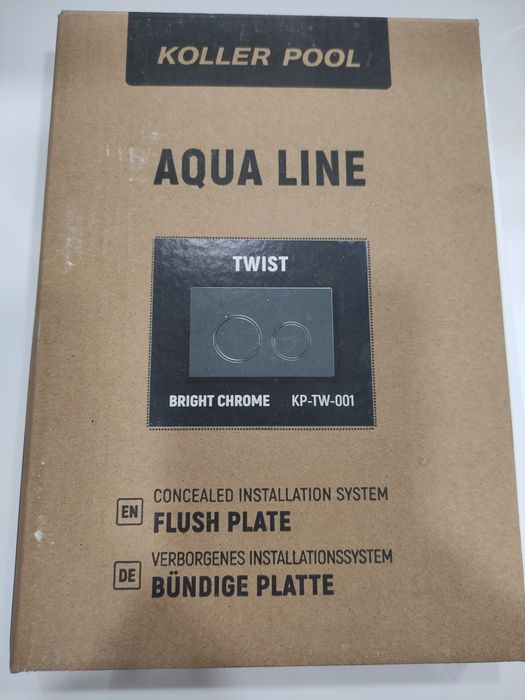 KOLLER POOL
AQUA LINE
TWIST
BRIGHT CHROME KP-TW-001
EN CONCEALED INSTALLATION SYSTEM
FLUSH PLATE
DE VERBORGENES INSTALLATIONSSYSTEM
BÜNDIGE PLATTE